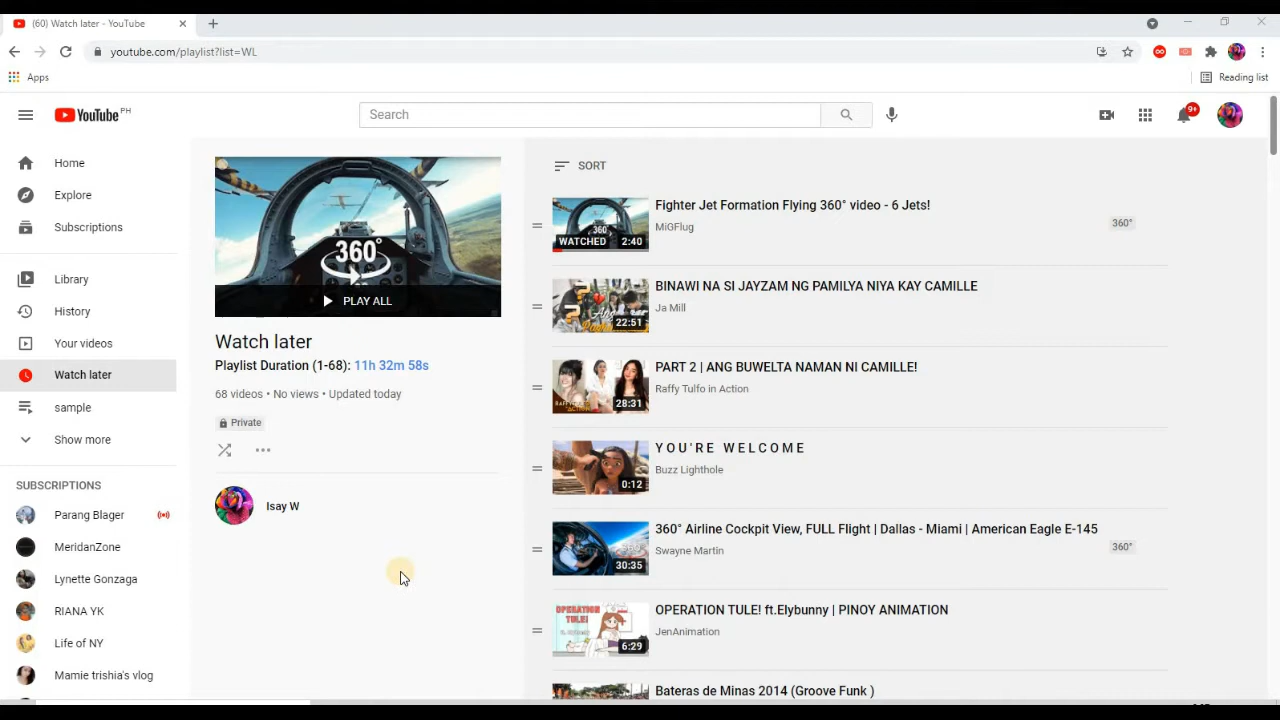 (60) Watch later - YouTube
youtube.com/playlist?list=WL
Apps
Reading list
YouTube PH
Search
9+
Home
Explore
Subscriptions
Library
History
Your videos
Watch later
sample
Show more
SUBSCRIPTIONS
Parang Blager
MeridanZone
Lynette Gonzaga
RIANA YK
Life of NY
Mamie trishia's vlog
360°
PLAY ALL
Watch later
Playlist Duration (1-68): 11h 32m 58s
68 videos • No views • Updated today
Private
Isay W
SORT
360
WATCHED 2:40
Fighter Jet Formation Flying 360° video - 6 Jets!
MiGFlug
360°
22:51
BINAWI NA SI JAYZAM NG PAMILYA NIYA KAY CAMILLE
Ja Mill
28:31
PART 2 | ANG BUWELTA NAMAN NI CAMILLE!
Raffy Tulfo in Action
0:12
Y O U ' R E   W E L C O M E
Buzz Lighthole
30:35
360° Airline Cockpit View, FULL Flight | Dallas - Miami | American Eagle E-145
Swayne Martin
360°
OPERATION
TULE!
6:29
OPERATION TULE! ft.Elybunny | PINOY ANIMATION
JenAnimation
Bateras de Minas 2014 (Groove Funk )